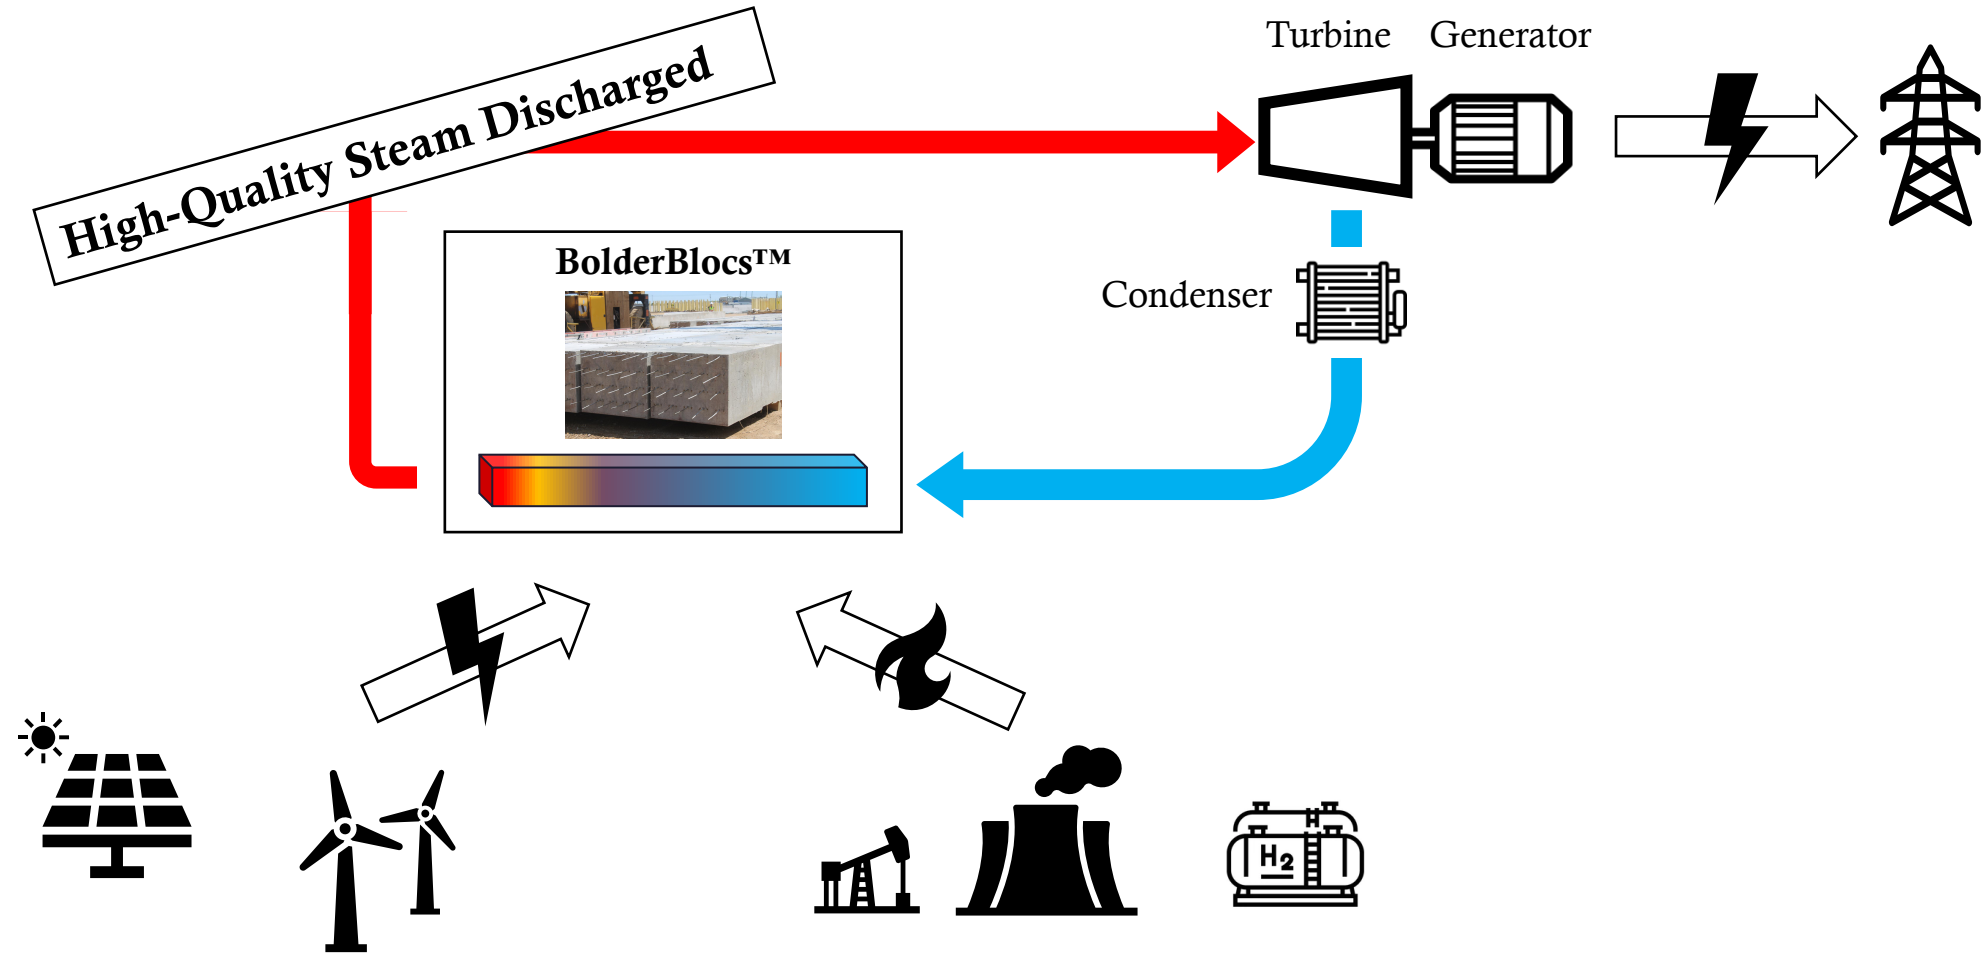 High-Quality Steam Discharged
Turbine
Generator
BolderBlocs™
Condenser
H2